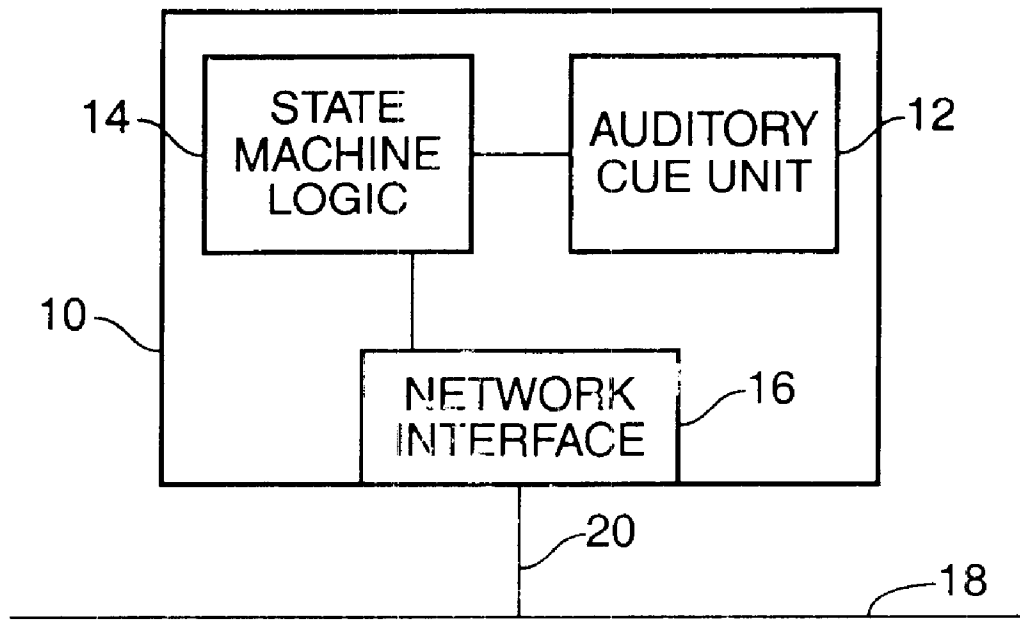 14
STATE
MACHINE
LOGIC
AUDITORY
CUE UNIT
12
10
NETWORK
INTERFACE
16
20
18